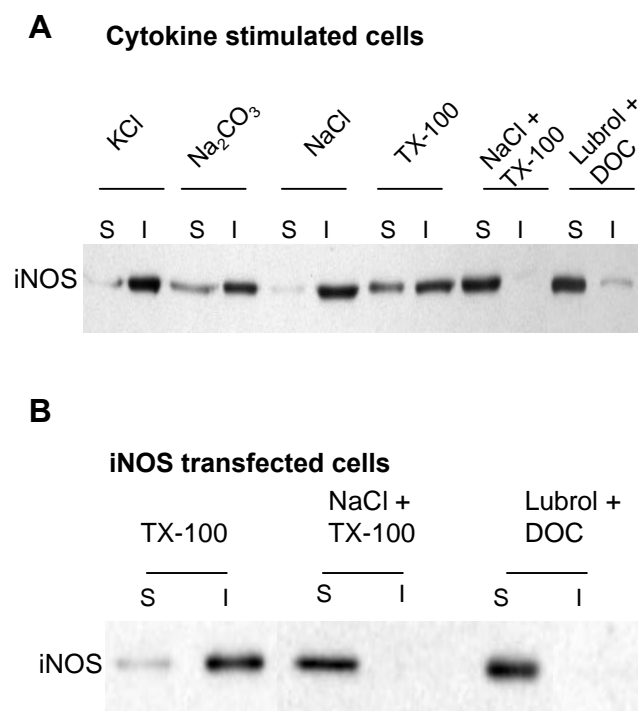 A
Cytokine stimulated cells
KCl
Na₂CO₃
NaCl
TX-100
NaCl +
TX-100
Lubrol +
DOC
S I S I S I S I S I S I
iNOS
B
iNOS transfected cells
TX-100
NaCl +
TX-100
Lubrol +
DOC
S I S I S I
iNOS